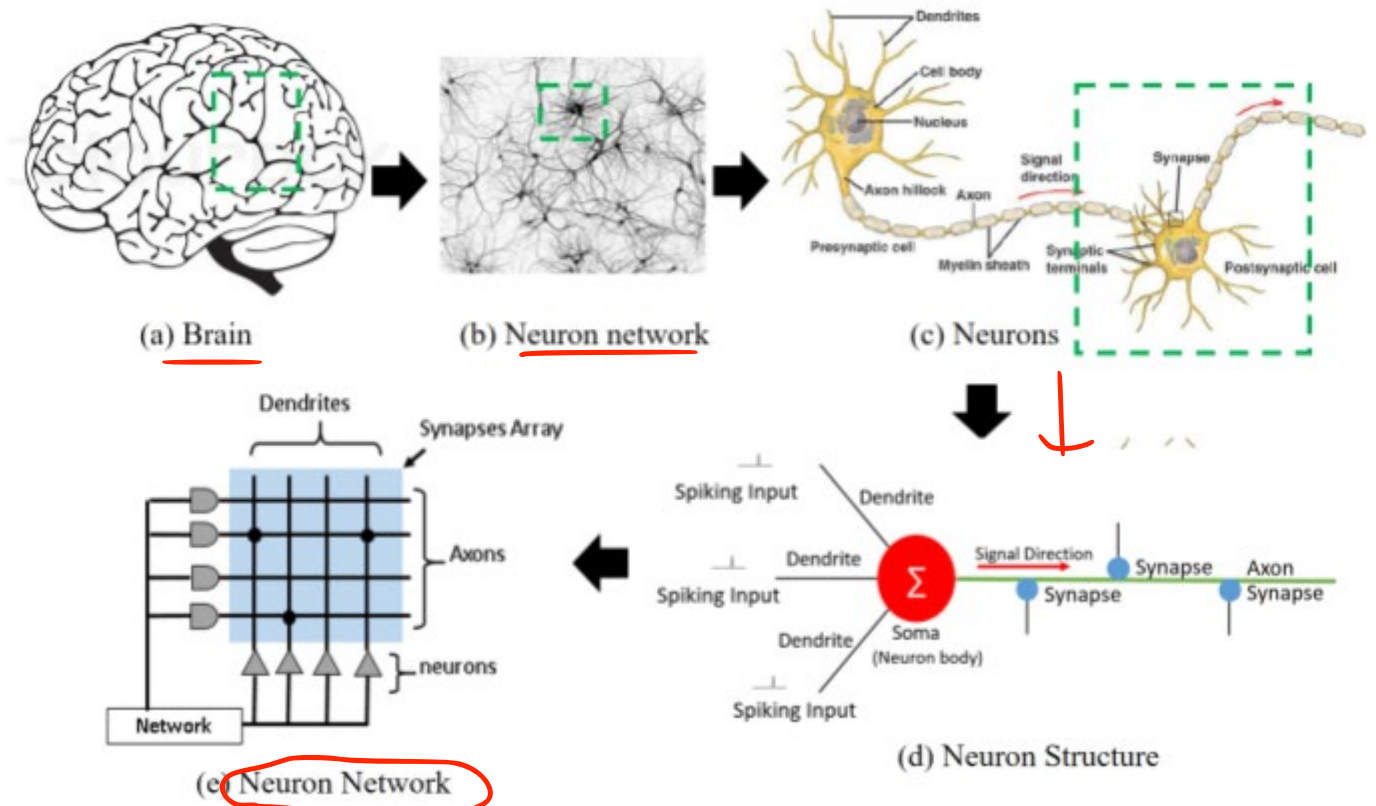 Dendrites
Cell body
Nucleus
Axon hillock
Axon
Signal
direction
Synapse
Presynaptic cell
Myelin sheath
Synaptic
terminals
Postsynaptic cell
(a) Brain
(b) Neuron network
(c) Neurons
Dendrites
Synapses Array
Axons
neurons
Network
(e) Neuron Network
Spiking Input
Dendrite
Spiking Input
Dendrite
Spiking Input
Dendrite
Σ
Soma
(Neuron body)
Signal Direction
Synapse
Synapse
Axon
Synapse
(d) Neuron Structure